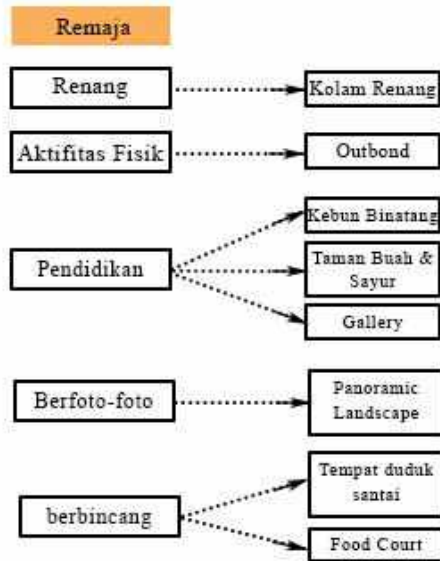 Remaja
Renang
Kolam Renang
Aktifitas Fisik
Outbond
Pendidikan
Kebun Binatang
Taman Buah &
Sayur
Gallery
Berfoto-foto
Panoramic
Landscape
berbincang
Tempat duduk
santai
Food Court